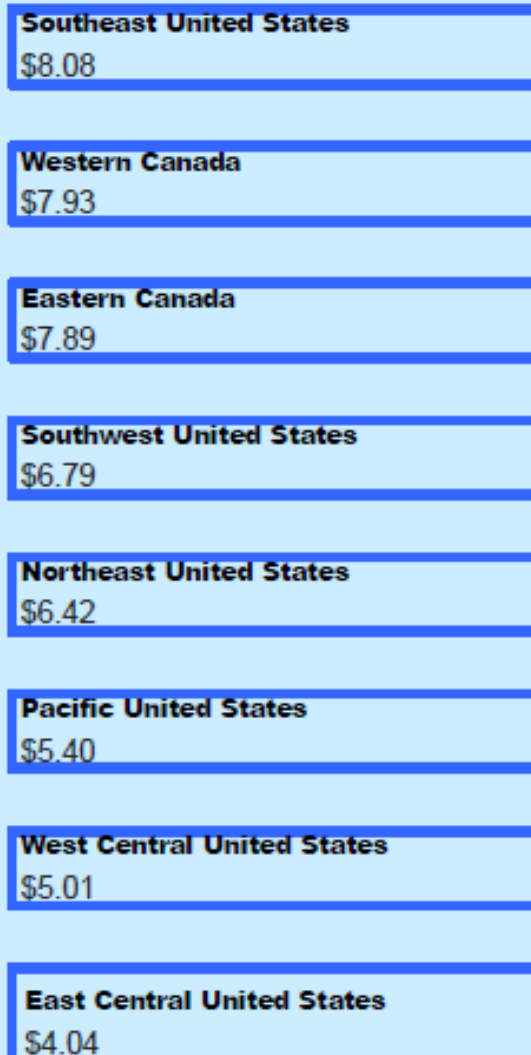 Southeast United States
$8.08
Western Canada
$7.93
Eastern Canada
$7.89
Southwest United States
$6.79
Northeast United States
$6.42
Pacific United States
$5.40
West Central United States
$5.01
East Central United States
$4.04